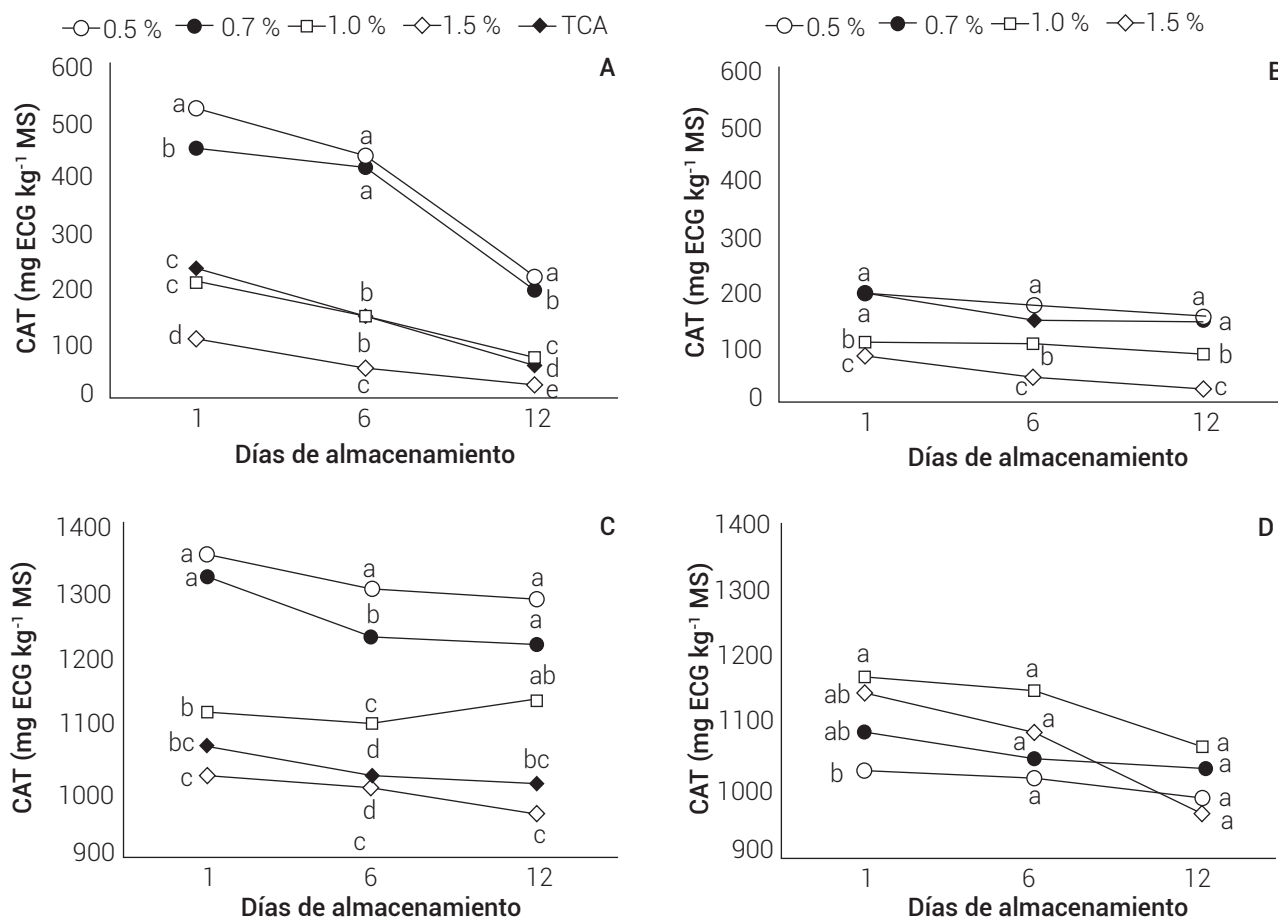 0.5 % 0.7 % 1.0 % 1.5 % TCA
A
CAT (mg ECG kg⁻¹ MS)
600
500
400
300
200
100
0
a
b
c
c
d
a
a
b
b
c
a
b
c
d
e
1 6 12
Días de almacenamiento
0.5 % 0.7 % 1.0 % 1.5 %
B
CAT (mg ECG kg⁻¹ MS)
600
500
400
300
200
100
0
a
a
b
c
a
b
c
a
a
b
c
1 6 12
Días de almacenamiento
C
CAT (mg ECG kg⁻¹ MS)
1400
1300
1200
1100
1000
900
a
a
b
bc
c
a
b
c
d
d
c
a
a
ab
bc
c
1 6 12
Días de almacenamiento
D
CAT (mg ECG kg⁻¹ MS)
1400
1300
1200
1100
1000
900
a
ab
ab
b
a
a
a
a
a
a
a
a
1 6 12
Días de almacenamiento